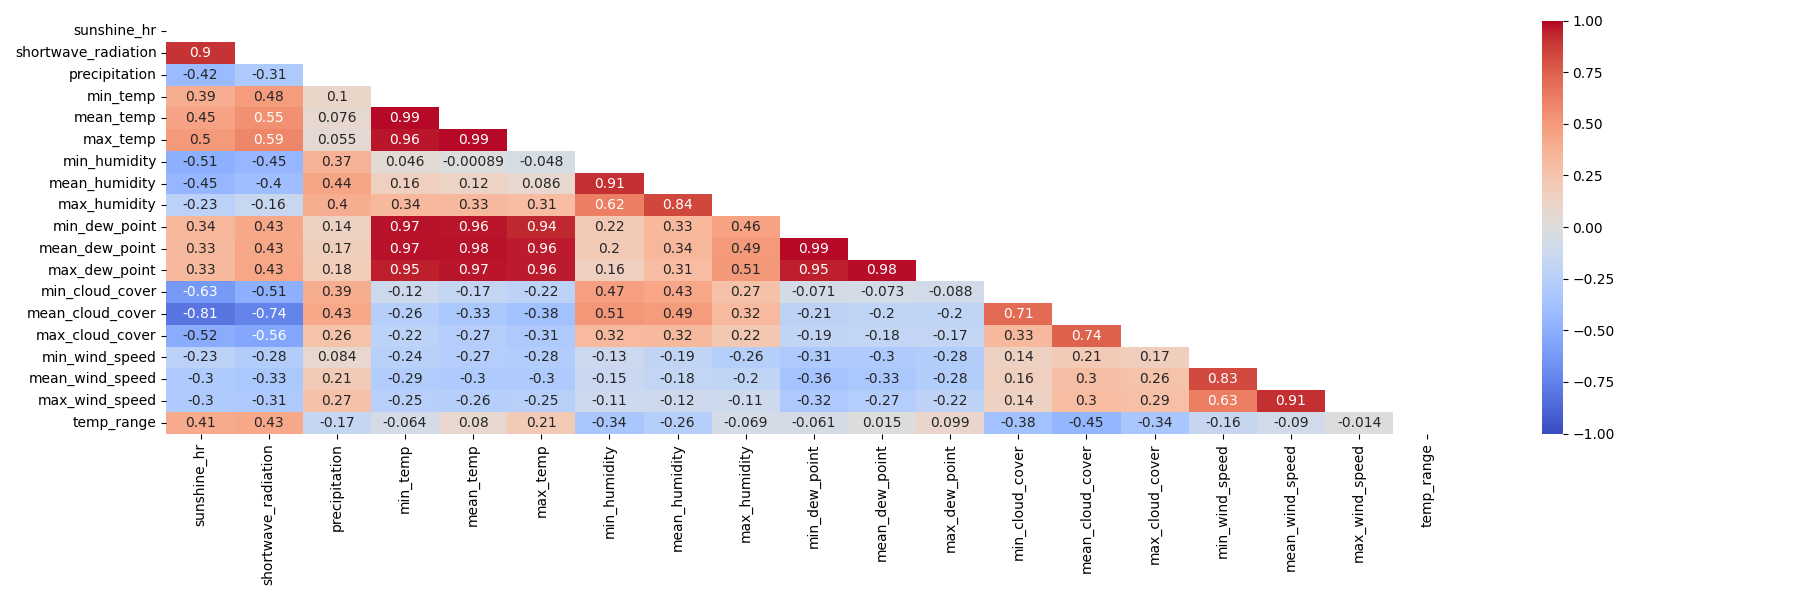 sunshine_hr
shortwave_radiation 0.9
precipitation -0.42 -0.31
min_temp 0.39 0.48 0.1
mean_temp 0.45 0.55 0.076 0.99
max_temp 0.5 0.59 0.055 0.96 0.99
min_humidity -0.51 -0.45 0.37 0.046 -0.00089 -0.048
mean_humidity -0.45 -0.4 0.44 0.16 0.12 0.086 0.91
max_humidity -0.23 -0.16 0.4 0.34 0.33 0.31 0.62 0.84
min_dew_point 0.34 0.43 0.14 0.97 0.96 0.94 0.22 0.33 0.46
mean_dew_point 0.33 0.43 0.17 0.97 0.98 0.96 0.2 0.34 0.49 0.99
max_dew_point 0.33 0.43 0.18 0.95 0.97 0.96 0.16 0.31 0.51 0.95 0.98
min_cloud_cover -0.63 -0.51 0.39 -0.12 -0.17 -0.22 0.47 0.43 0.27 -0.071 -0.073 -0.088
mean_cloud_cover -0.81 -0.74 0.43 -0.26 -0.33 -0.38 0.51 0.49 0.32 -0.21 -0.2 -0.2 0.71
max_cloud_cover -0.52 -0.56 0.26 -0.22 -0.27 -0.31 0.32 0.32 0.22 -0.19 -0.18 -0.17 0.33 0.74
min_wind_speed -0.23 -0.28 0.084 -0.24 -0.27 -0.28 -0.13 -0.19 -0.26 -0.31 -0.3 -0.28 0.14 0.21 0.17
mean_wind_speed -0.3 -0.33 0.21 -0.29 -0.3 -0.3 -0.15 -0.18 -0.2 -0.36 -0.33 -0.28 0.16 0.3 0.26 0.83
max_wind_speed -0.3 -0.31 0.27 -0.25 -0.26 -0.25 -0.11 -0.12 -0.11 -0.32 -0.27 -0.22 0.14 0.3 0.29 0.63 0.91
temp_range 0.41 0.43 -0.17 -0.064 0.08 0.21 -0.34 -0.26 -0.069 -0.061 0.015 0.099 -0.38 -0.45 -0.34 -0.16 -0.09 -0.014
sunshine_hr
shortwave_radiation
precipitation
min_temp
mean_temp
max_temp
min_humidity
mean_humidity
max_humidity
min_dew_point
mean_dew_point
max_dew_point
min_cloud_cover
mean_cloud_cover
max_cloud_cover
min_wind_speed
mean_wind_speed
max_wind_speed
temp_range
1.00
0.75
0.50
0.25
0.00
−0.25
−0.50
−0.75
−1.00